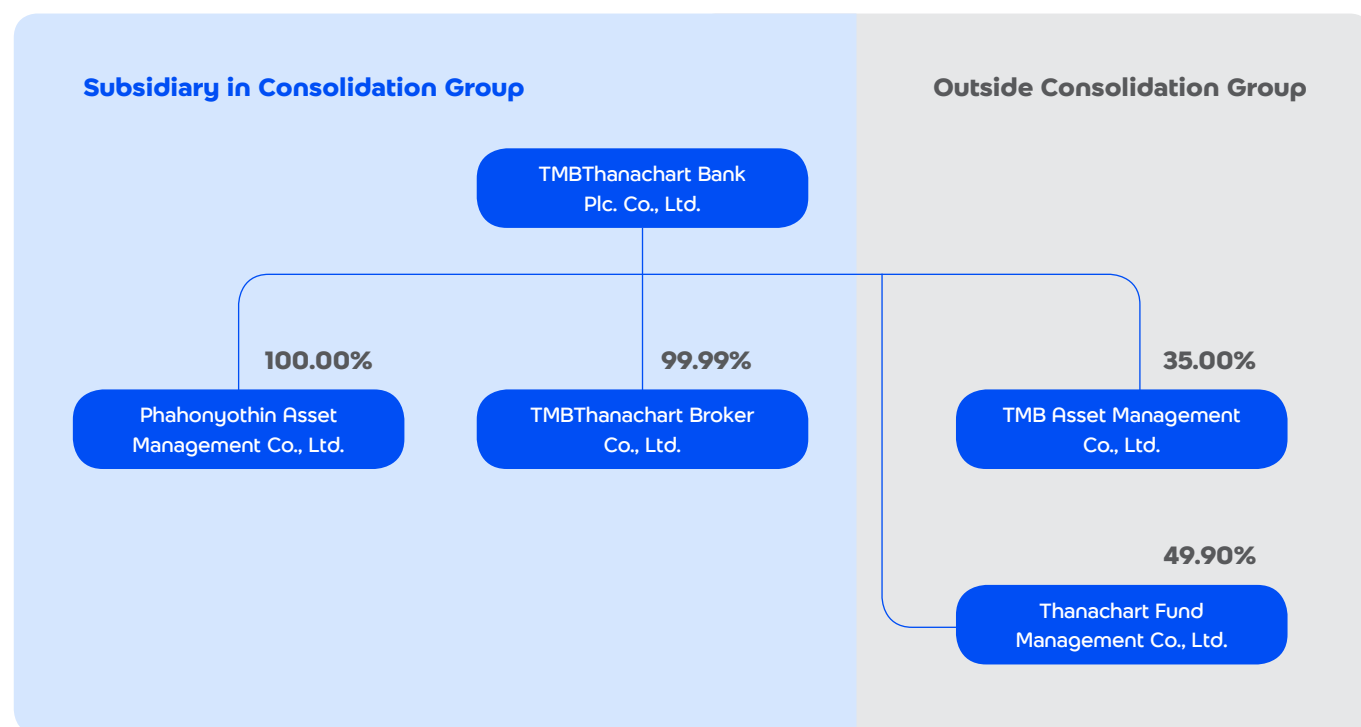 Subsidiary in Consolidation Group
Outside Consolidation Group
TMBThanachart Bank
Plc. Co., Ltd.
100.00%
99.99%
35.00%
Phahonyothin Asset
Management Co., Ltd.
TMBThanachart Broker
Co., Ltd.
TMB Asset Management
Co., Ltd.
49.90%
Thanachart Fund
Management Co., Ltd.